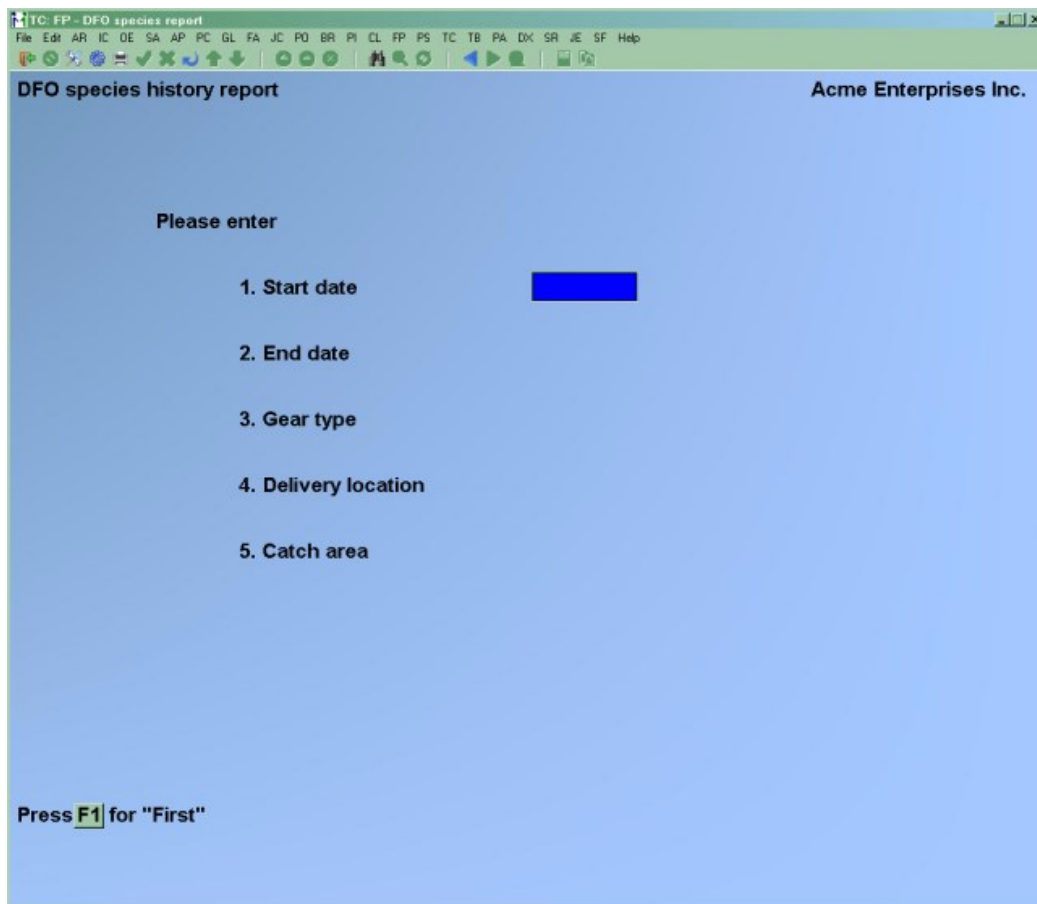 TC: FP - DFO species report
File Edit AR IC OE SA AP PC GL FA JC PO BR PI CL FP PS TC TB PA DX SR JE SF Help
DFO species history report Acme Enterprises Inc.
Please enter
1. Start date
2. End date
3. Gear type
4. Delivery location
5. Catch area
Press F1 for "First"